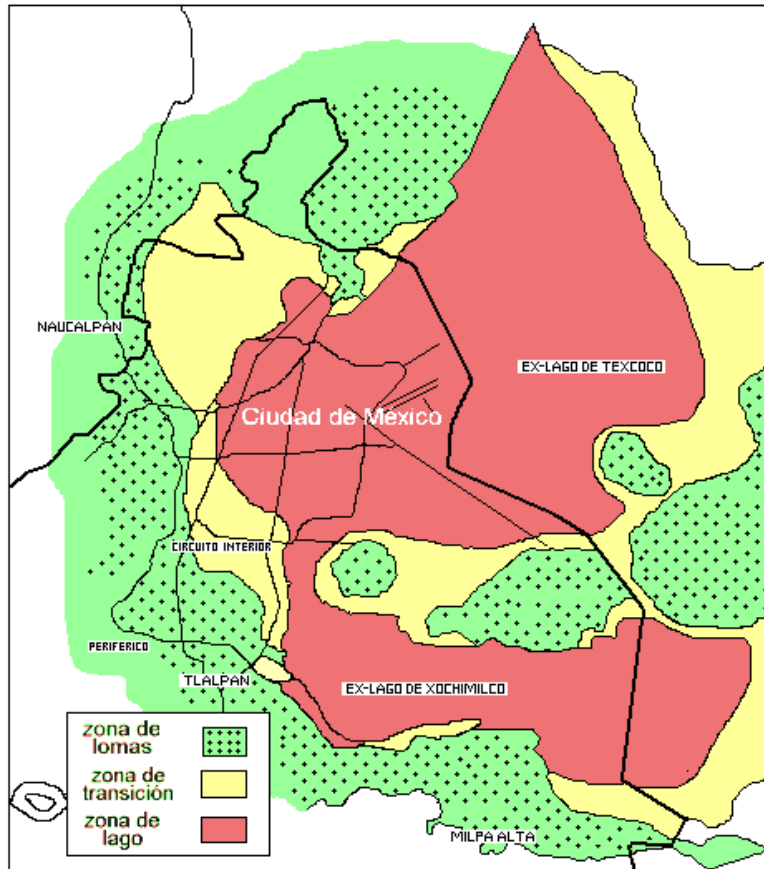 NAUCALPAN
EX-LAGO DE TEXCOCO
Ciudad de México
CIRCUITO INTERIOR
PERIFERICO
TLALPAN
EX-LAGO DE XOCHIMILCO
zona de
lomas
zona de
transición
zona de
lago
MILPA ALTA